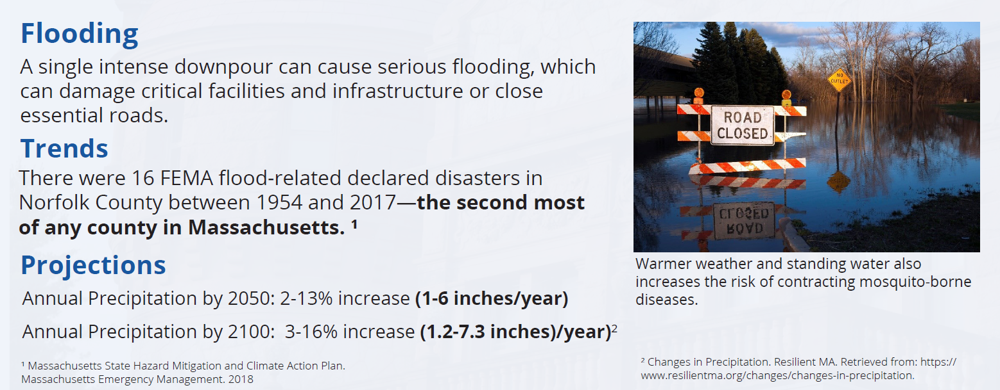 Flooding
A single intense downpour can cause serious flooding, which
can damage critical facilities and infrastructure or close
essential roads.
Trends
There were 16 FEMA flood-related declared disasters in
Norfolk County between 1954 and 2017—the second most
of any county in Massachusetts. ¹
Projections
Annual Precipitation by 2050: 2-13% increase (1-6 inches/year)
Annual Precipitation by 2100:  3-16% increase (1.2-7.3 inches)/year)²
¹ Massachusetts State Hazard Mitigation and Climate Action Plan.
Massachusetts Emergency Management. 2018
NO
OUTLET
ROAD
CLOSED
CLOSED
ROAD
Warmer weather and standing water also
increases the risk of contracting mosquito-borne
diseases.
² Changes in Precipitation. Resilient MA. Retrieved from: https://
www.resilientma.org/changes/changes-in-precipitation.